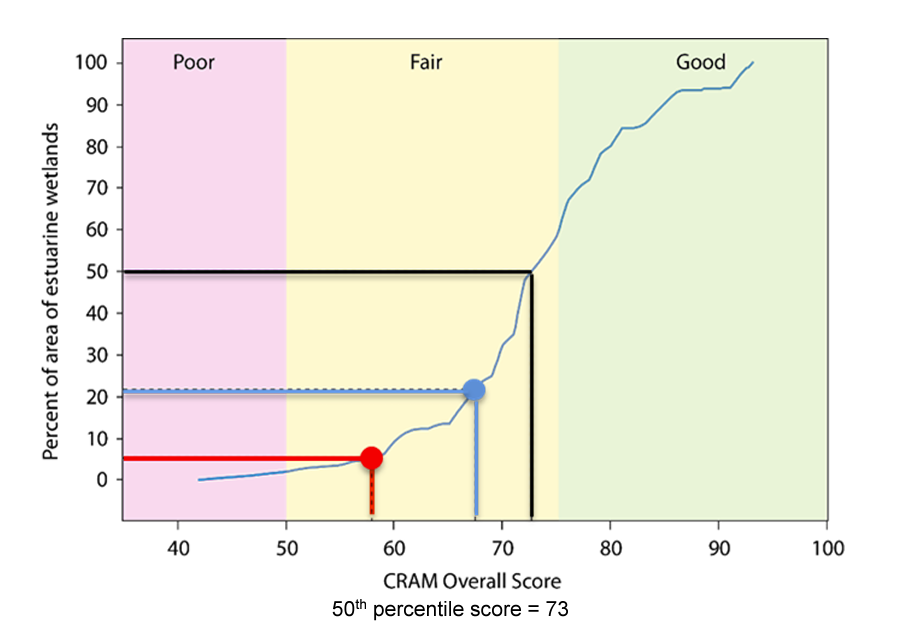 Poor Fair Good
Percent of area of estuarine wetlands
100
90
80
70
60
50
40
30
20
10
0
40 50 60 70 80 90 100
CRAM Overall Score
50th percentile score = 73